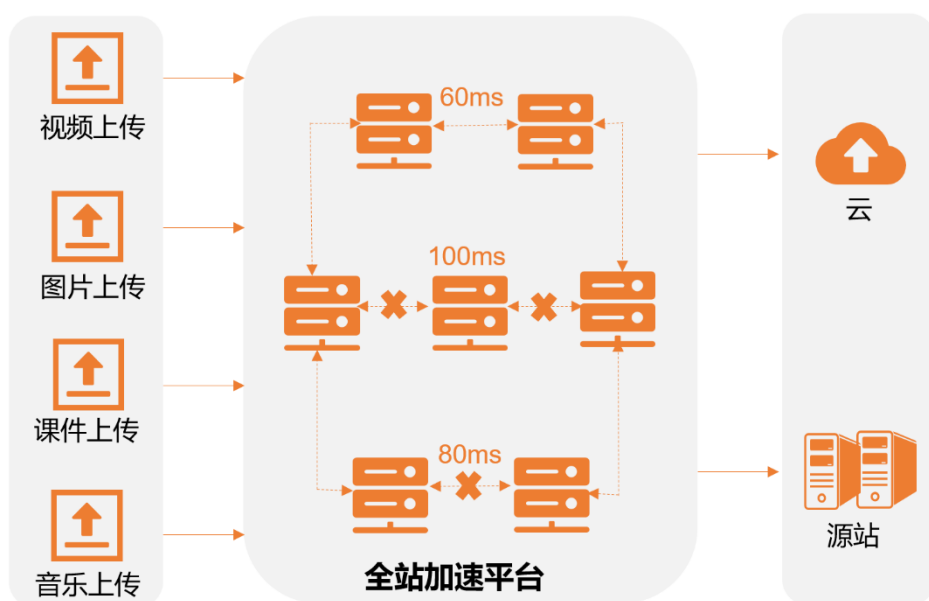 视频上传
图片上传
课件上传
音乐上传
60ms
100ms
80ms
全站加速平台
云
源站